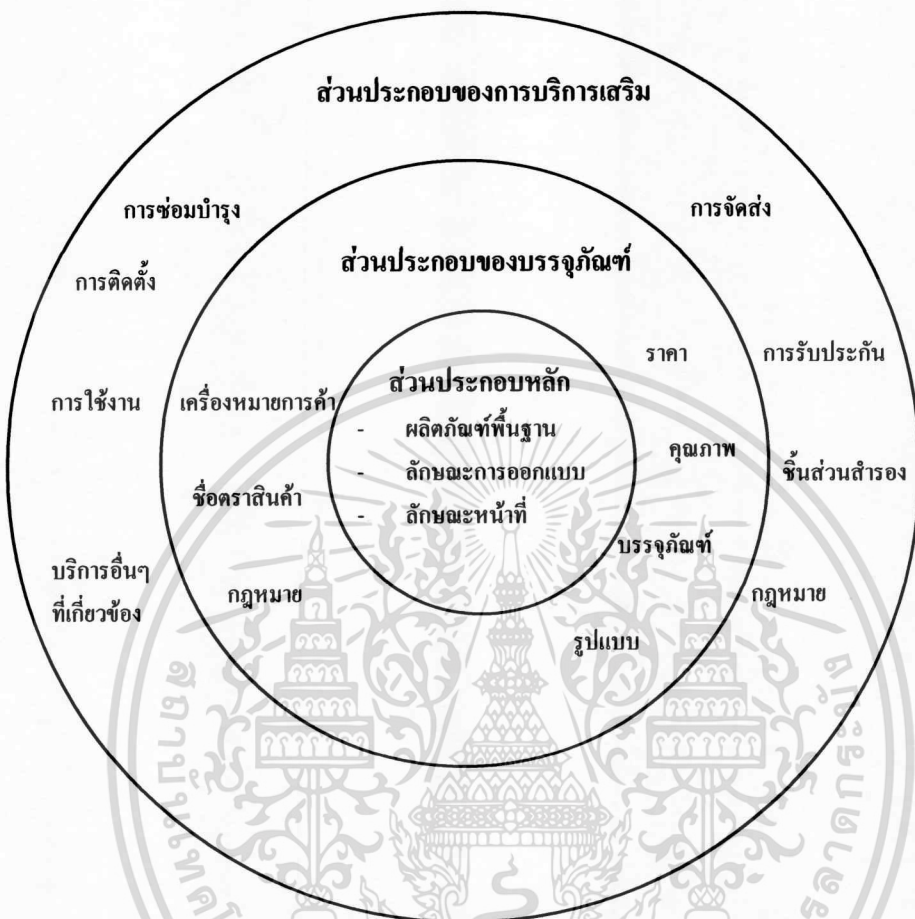 ส่วนประกอบของการบริการเสริม
การซ่อมบำรุง
การจัดส่ง
ส่วนประกอบของบรรจุภัณฑ์
การติดตั้ง
ราคา
การรับประกัน
ส่วนประกอบหลัก
การใช้งาน
เครื่องหมายการค้า
- ผลิตภัณฑ์พื้นฐาน
คุณภาพ
ชิ้นส่วนสำรอง
- ลักษณะการออกแบบ
ชื่อตราสินค้า
- ลักษณะหน้าที่
บรรจุภัณฑ์
บริการอื่นๆ
ที่เกี่ยวข้อง
กฎหมาย
กฎหมาย
รูปแบบ